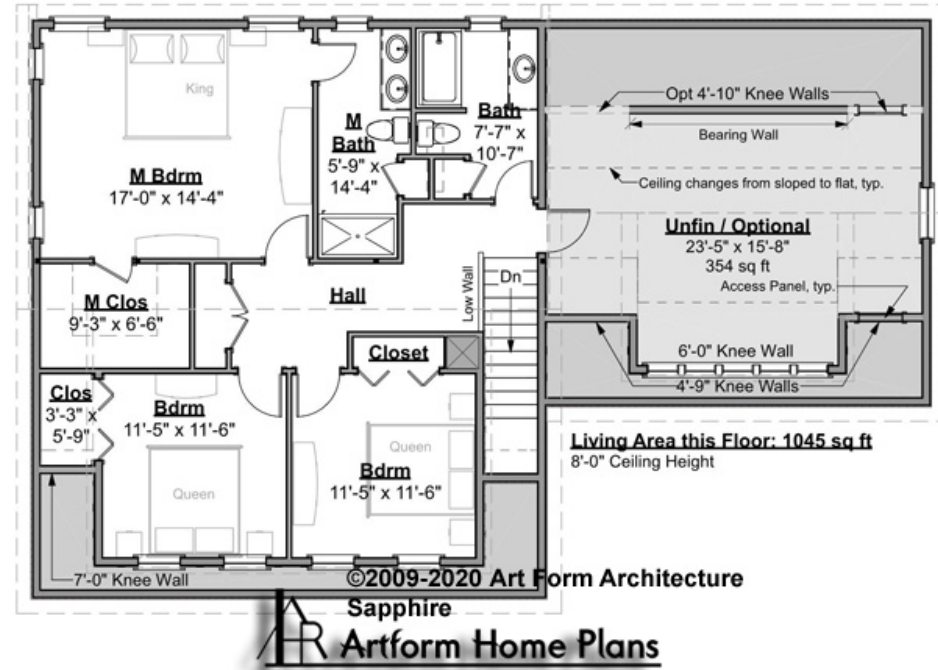 King
M Bdrm
17'-0" x 14'-4"
M
Bath
5'-9" x
14'-4"
Bath
7'-7" x
10'-7"
Opt 4'-10" Knee Walls
Bearing Wall
Ceiling changes from sloped to flat, typ.
Unfin / Optional
23'-5" x 15'-8"
354 sq ft
Access Panel, typ.
6'-0" Knee Wall
4'-9" Knee Walls
M Clos
9'-3" x 6'-6"
Hall
Low Wall
Dn
Closet
Clos
3'-3" x
5'-9"
Bdrm
11'-5" x 11'-6"
Queen
Queen
Bdrm
11'-5" x 11'-6"
Living Area this Floor: 1045 sq ft
8'-0" Ceiling Height
7'-0" Knee Wall
©2009-2020 Art Form Architecture
Sapphire
AFR Artform Home Plans